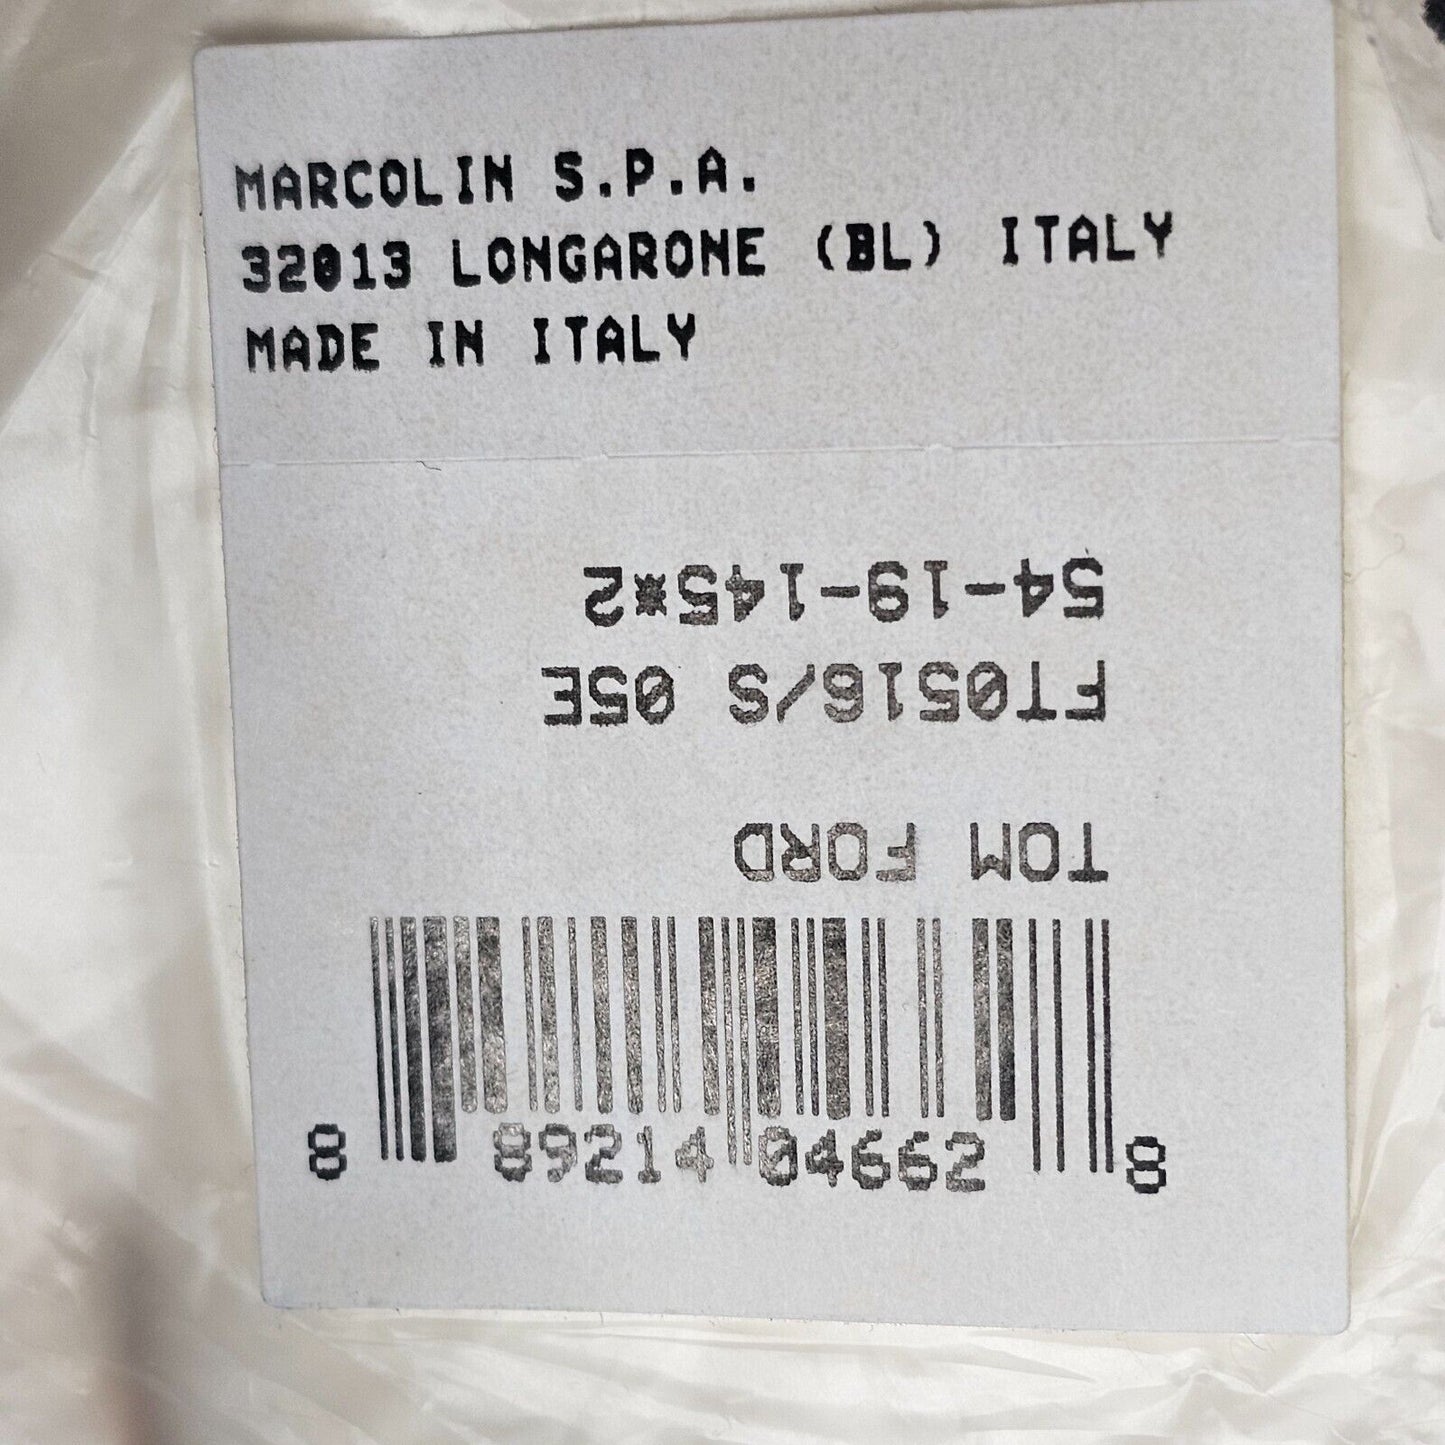 MARCOLIN S.P.A.
32013 LONGARONE (BL) ITALY
MADE IN ITALY
TOM FORD
FT0516/S 05E
54-19-145*2
8 89214 04662 8